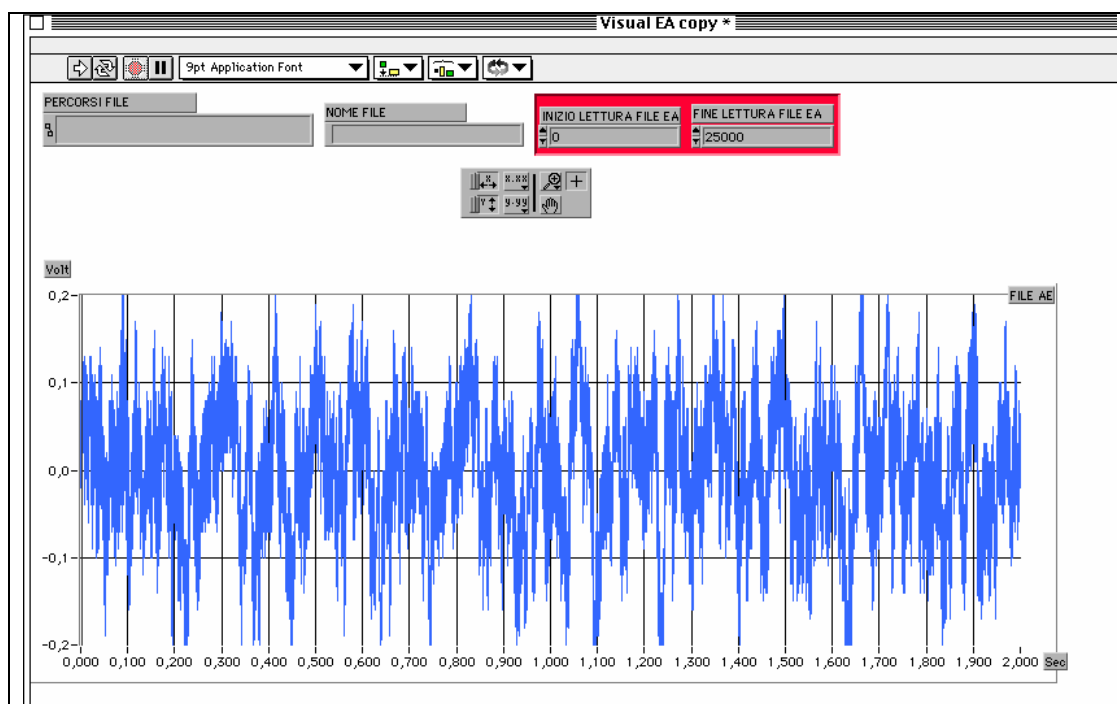 Visual EA copy *
9pt Application Font
PERCORSI FILE
NOME FILE
INIZIO LETTURA FILE EA
FINE LETTURA FILE EA
0
25000
X X.XX
Y Y.YY
Volt
FILE AE
0,2
0,1
0,0
-0,1
-0,2
0,000 0,100 0,200 0,300 0,400 0,500 0,600 0,700 0,800 0,900 1,000 1,100 1,200 1,300 1,400 1,500 1,600 1,700 1,800 1,900 2,000 Sec